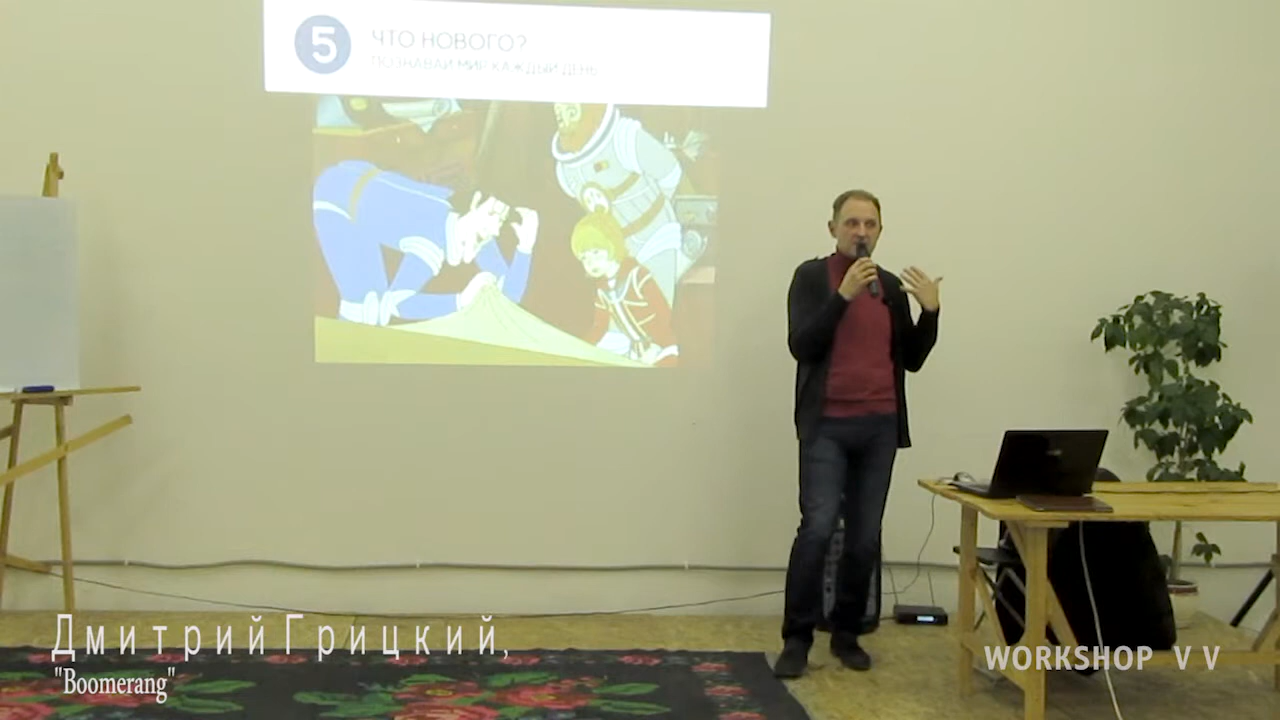 5
ЧТО НОВОГО?
ПОЗНАВАЙ МИР КАЖДЫЙ ДЕНЬ
Дмитрий Грицкий,
"Boomerang"
WORKSHOP V V